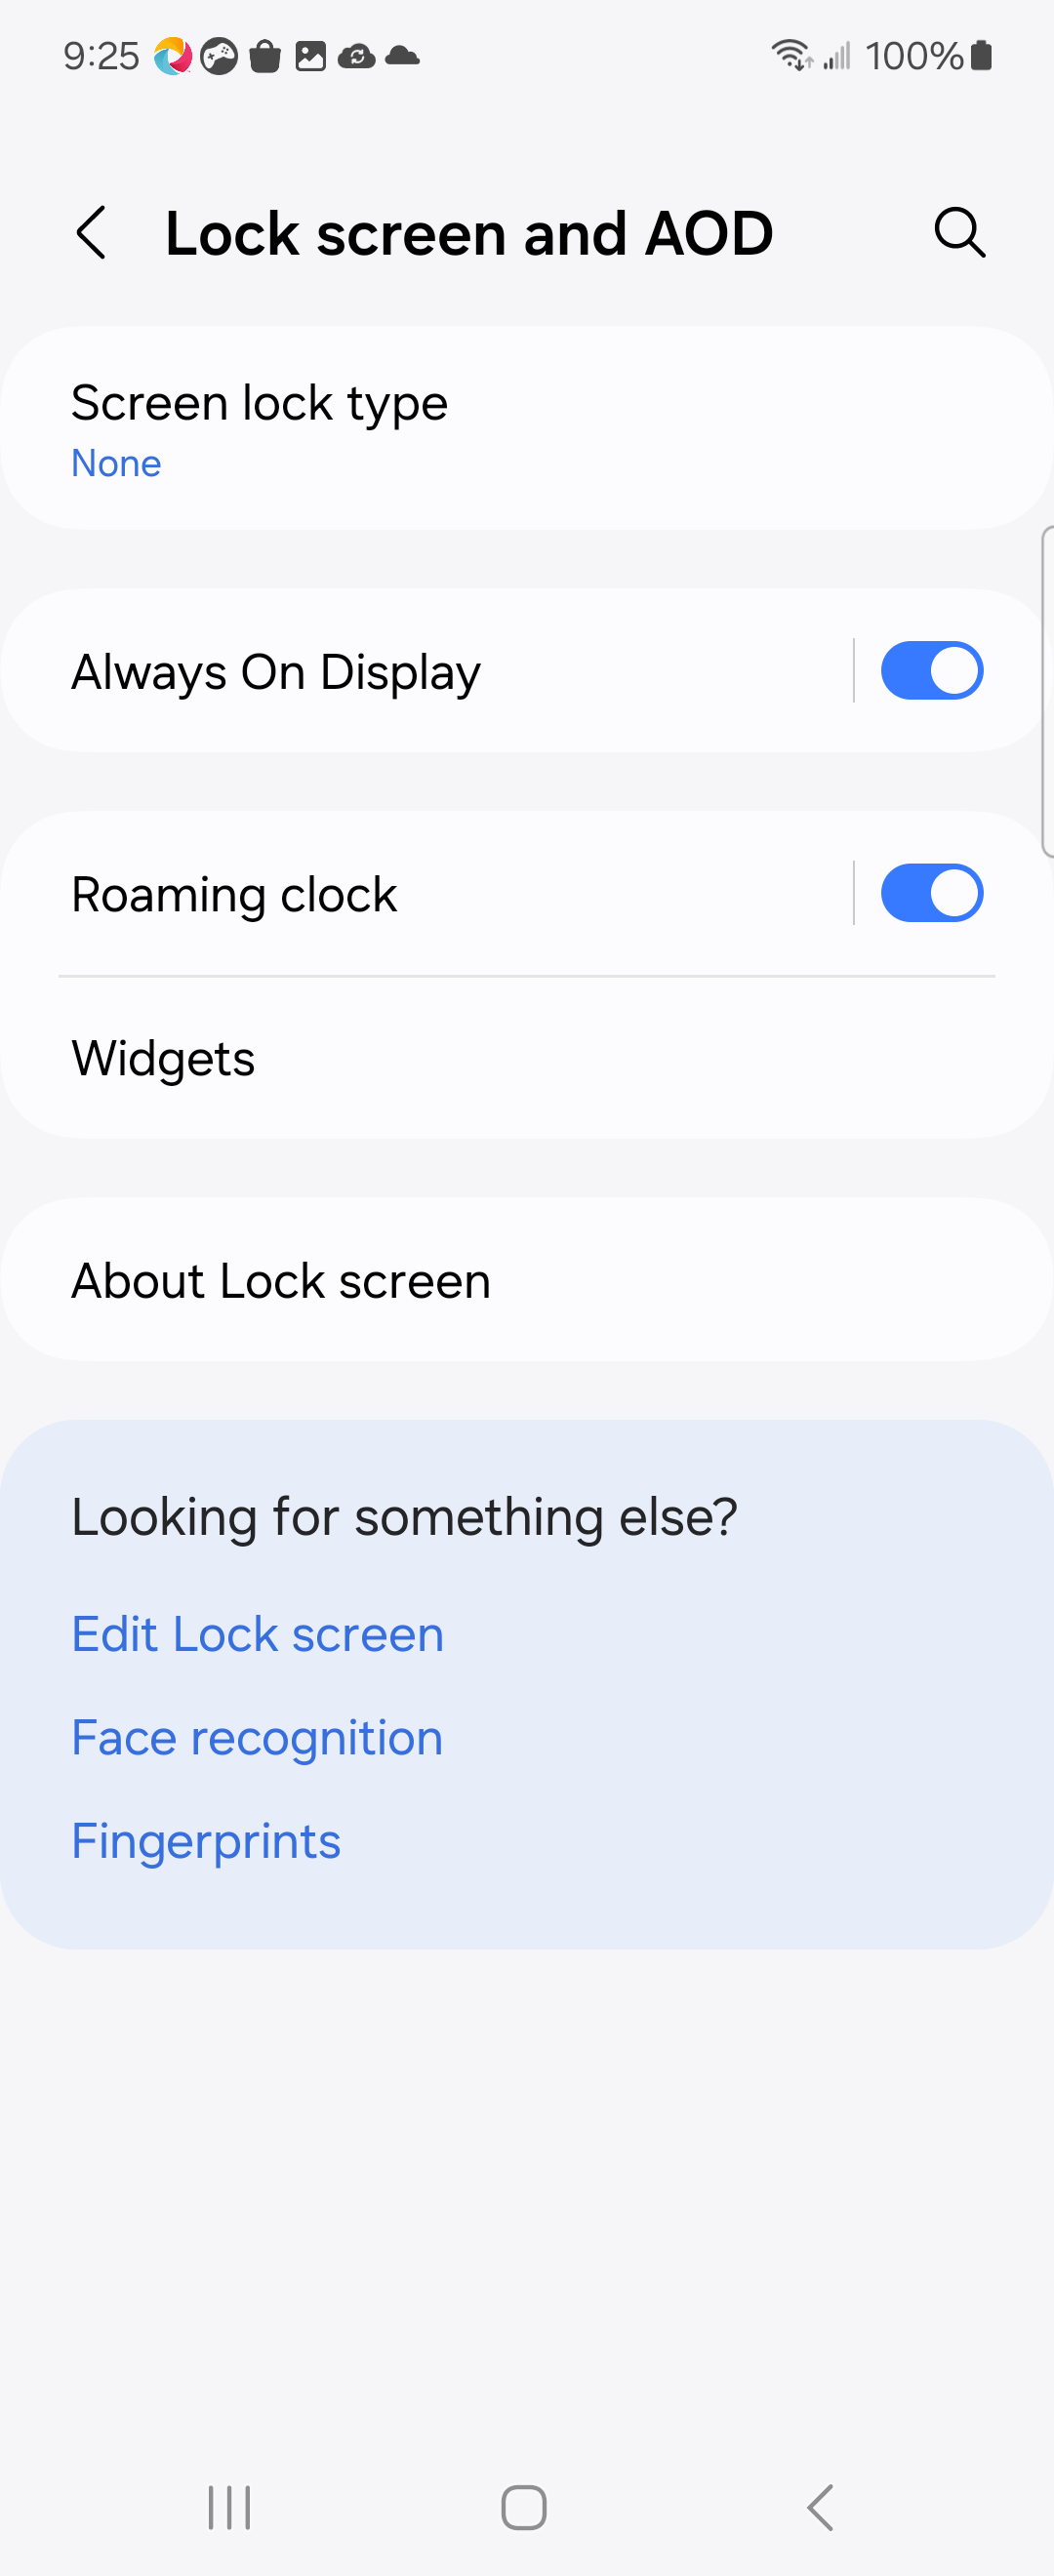 9:25 100%
Lock screen and AOD
Screen lock type
None
Always On Display
Roaming clock
Widgets
About Lock screen
Looking for something else?
Edit Lock screen
Face recognition
Fingerprints